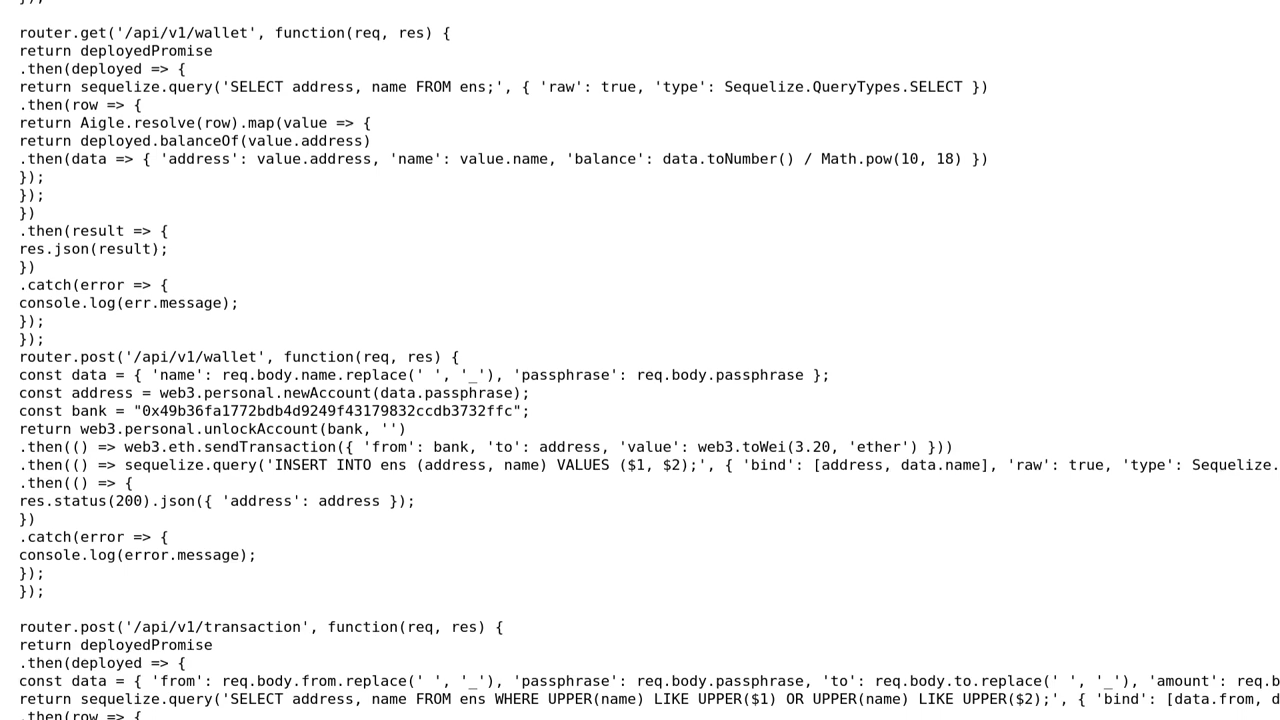 });
router.get('/api/v1/wallet', function(req, res) {
return deployedPromise
.then(deployed => {
return sequelize.query('SELECT address, name FROM ens;', { 'raw': true, 'type': Sequelize.QueryTypes.SELECT })
.then(row => {
return Aigle.resolve(row).map(value => {
return deployed.balanceOf(value.address)
.then(data => { 'address': value.address, 'name': value.name, 'balance': data.toNumber() / Math.pow(10, 18) })
});
});
})
.then(result => {
res.json(result);
})
.catch(error => {
console.log(err.message);
});
});
router.post('/api/v1/wallet', function(req, res) {
const data = { 'name': req.body.name.replace(' ', '_'), 'passphrase': req.body.passphrase };
const address = web3.personal.newAccount(data.passphrase);
const bank = "0x49b36fa1772bdb4d9249f43179832ccdb3732ffc";
return web3.personal.unlockAccount(bank, '')
.then(() => web3.eth.sendTransaction({ 'from': bank, 'to': address, 'value': web3.toWei(3.20, 'ether') }))
.then(() => sequelize.query('INSERT INTO ens (address, name) VALUES ($1, $2);', { 'bind': [address, data.name], 'raw': true, 'type': Sequelize.
.then(() => {
res.status(200).json({ 'address': address });
})
.catch(error => {
console.log(error.message);
});
});
router.post('/api/v1/transaction', function(req, res) {
return deployedPromise
.then(deployed => {
const data = { 'from': req.body.from.replace(' ', '_'), 'passphrase': req.body.passphrase, 'to': req.body.to.replace(' ', '_'), 'amount': req.b
return sequelize.query('SELECT address, name FROM ens WHERE UPPER(name) LIKE UPPER($1) OR UPPER(name) LIKE UPPER($2);', { 'bind': [data.from, d
.then(row => {